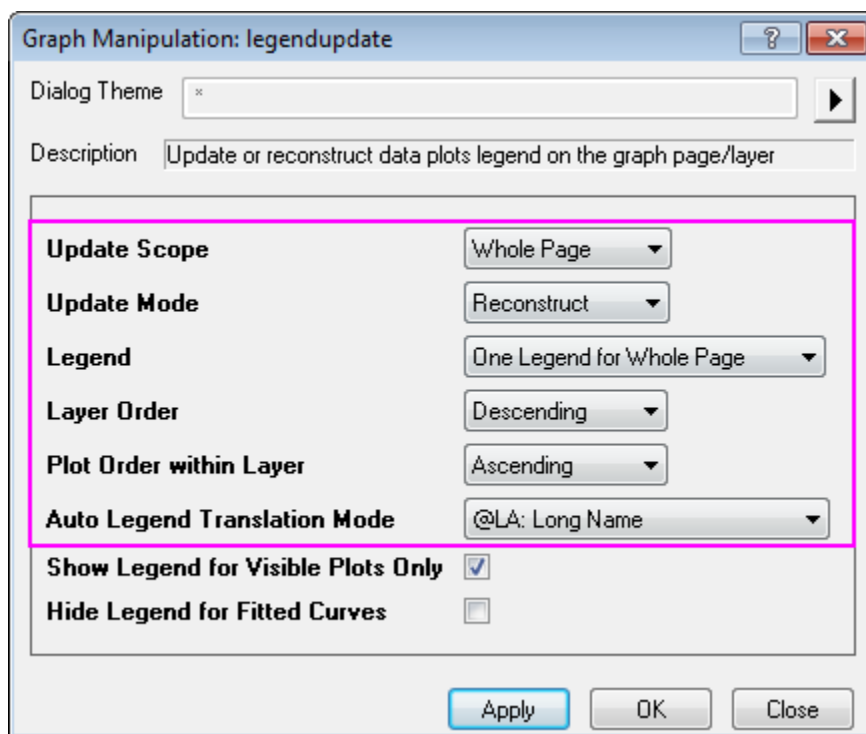 Graph Manipulation: legendupdate
Dialog Theme *
Description Update or reconstruct data plots legend on the graph page/layer
Update Scope Whole Page
Update Mode Reconstruct
Legend One Legend for Whole Page
Layer Order Descending
Plot Order within Layer Ascending
Auto Legend Translation Mode @LA: Long Name
Show Legend for Visible Plots Only
Hide Legend for Fitted Curves
Apply OK Close